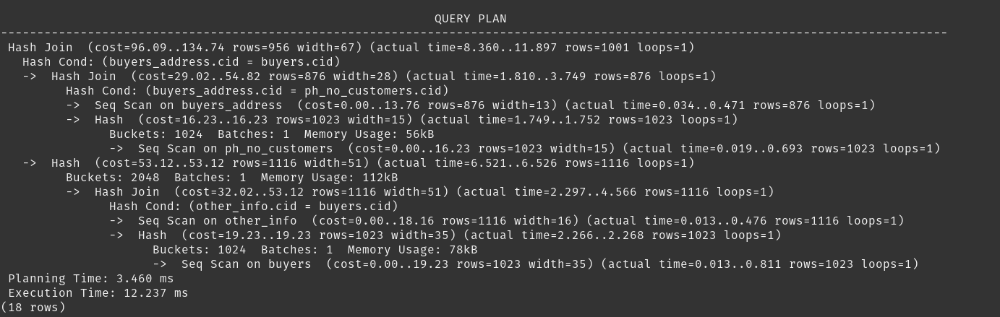 QUERY PLAN
-----------------------------------------------------------------------------------------------------------------------------------
Hash Join  (cost=96.09..134.74 rows=956 width=67) (actual time=8.360..11.897 rows=1001 loops=1)
  Hash Cond: (buyers_address.cid = buyers.cid)
  ->  Hash Join  (cost=29.02..54.82 rows=876 width=28) (actual time=1.810..3.749 rows=876 loops=1)
        Hash Cond: (buyers_address.cid = ph_no_customers.cid)
        ->  Seq Scan on buyers_address  (cost=0.00..13.76 rows=876 width=13) (actual time=0.034..0.471 rows=876 loops=1)
        ->  Hash  (cost=16.23..16.23 rows=1023 width=15) (actual time=1.749..1.752 rows=1023 loops=1)
              Buckets: 1024  Batches: 1  Memory Usage: 56kB
              ->  Seq Scan on ph_no_customers  (cost=0.00..16.23 rows=1023 width=15) (actual time=0.019..0.693 rows=1023 loops=1)
  ->  Hash  (cost=53.12..53.12 rows=1116 width=51) (actual time=6.521..6.526 rows=1116 loops=1)
        Buckets: 2048  Batches: 1  Memory Usage: 112kB
        ->  Hash Join  (cost=32.02..53.12 rows=1116 width=51) (actual time=2.297..4.566 rows=1116 loops=1)
              Hash Cond: (other_info.cid = buyers.cid)
              ->  Seq Scan on other_info  (cost=0.00..18.16 rows=1116 width=16) (actual time=0.013..0.476 rows=1116 loops=1)
              ->  Hash  (cost=19.23..19.23 rows=1023 width=35) (actual time=2.266..2.268 rows=1023 loops=1)
                    Buckets: 1024  Batches: 1  Memory Usage: 78kB
                    ->  Seq Scan on buyers  (cost=0.00..19.23 rows=1023 width=35) (actual time=0.013..0.811 rows=1023 loops=1)
Planning Time: 3.460 ms
Execution Time: 12.237 ms
(18 rows)